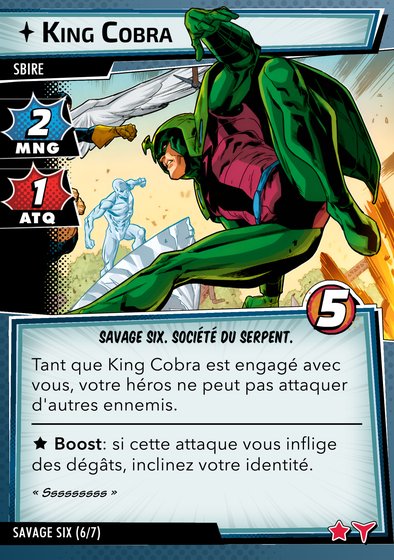 King Cobra
SBIRE
2
MNG
1
ATQ
5
SAVAGE SIX. SOCIÉTÉ DU SERPENT.
Tant que King Cobra est engagé avec
vous, votre héros ne peut pas attaquer
d'autres ennemis.
★ Boost: si cette attaque vous inflige
des dégâts, inclinez votre identité.
« Sssssssss »
SAVAGE SIX (6/7)